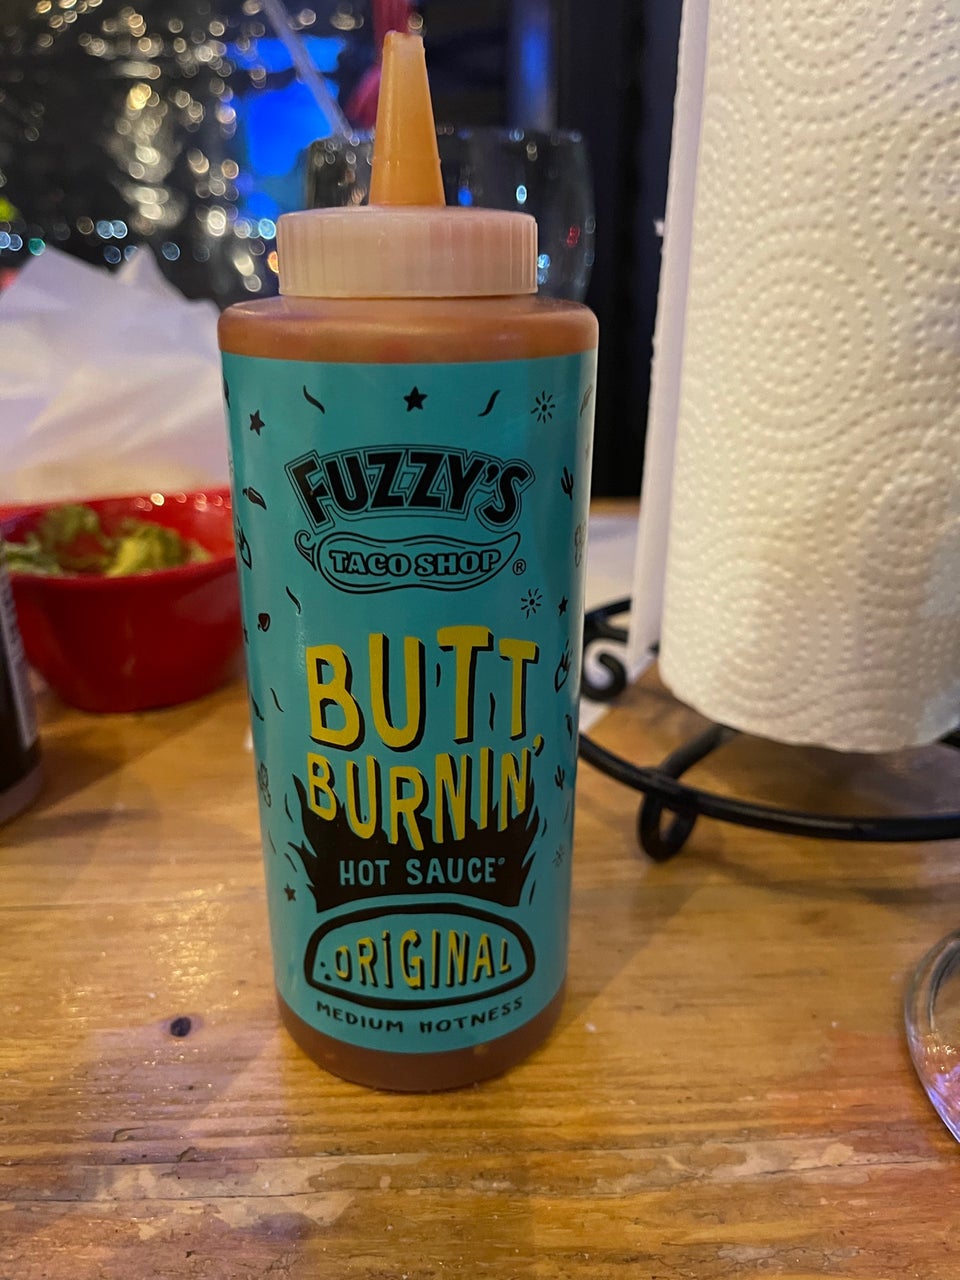 FUZZY'S
TACO SHOP ®
BUTT
BURNIN'
HOT SAUCE®
ORIGINAL
MEDIUM HOTNESS